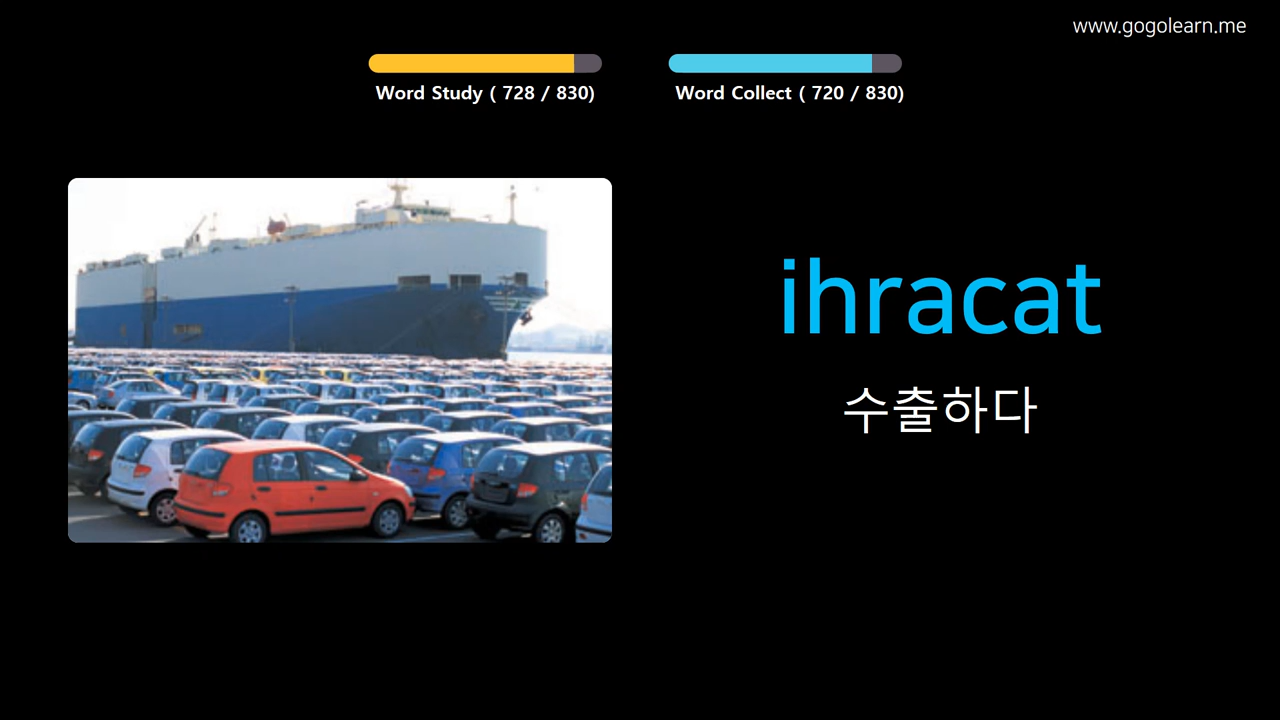 www.gogolearn.me
Word Study ( 728 / 830)
Word Collect ( 720 / 830)
ihracat
수출하다